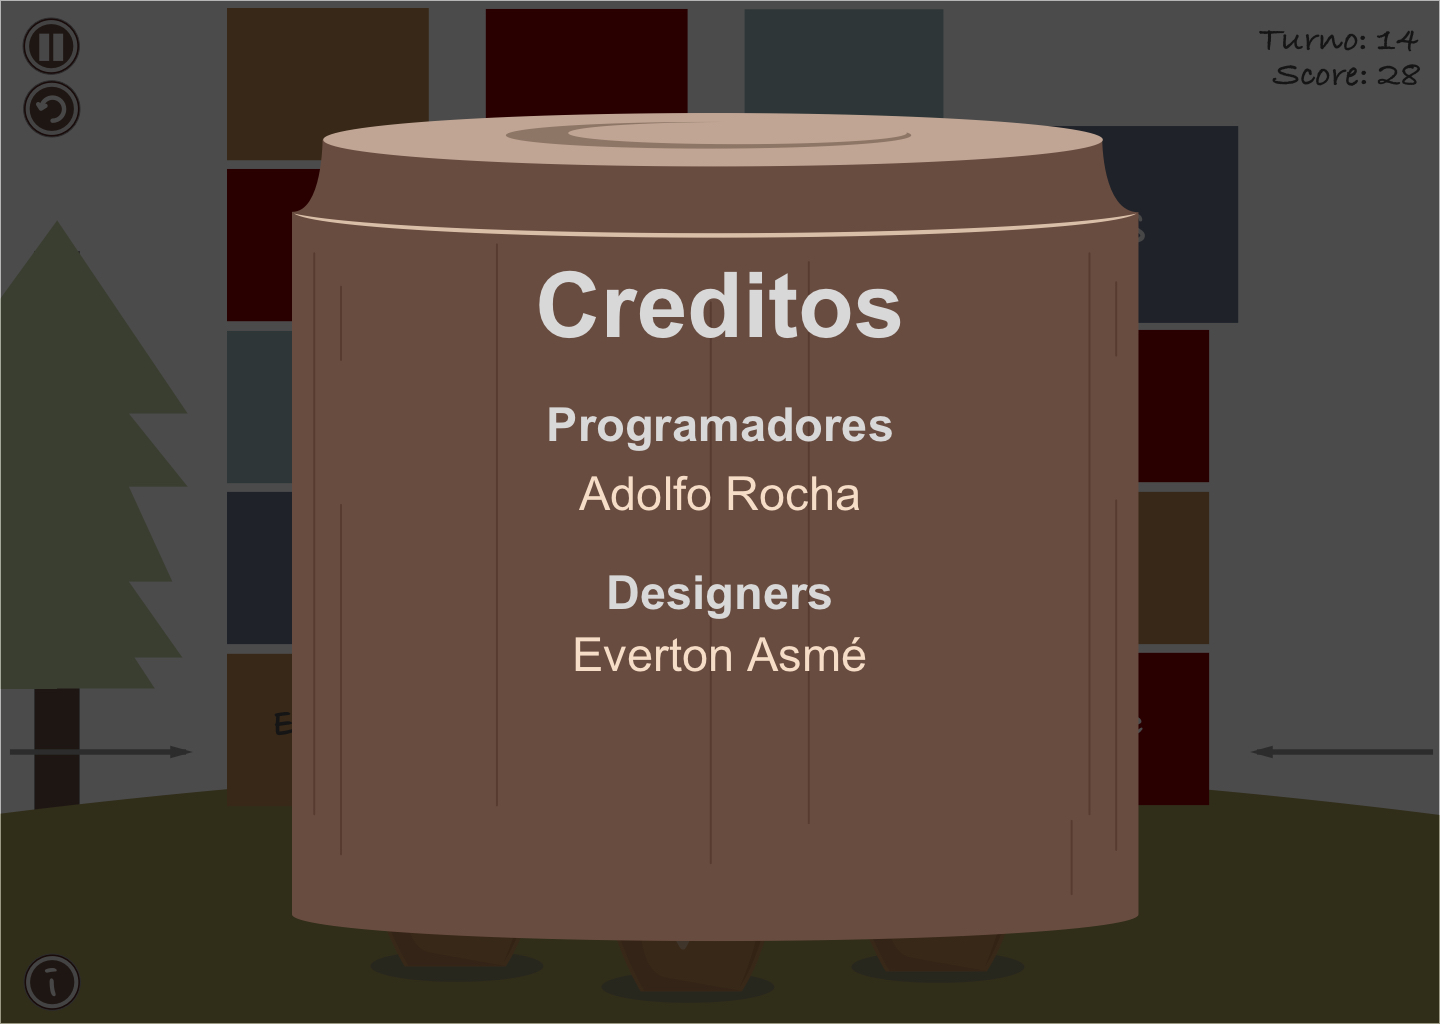 Turno: 14
Score: 28
Creditos
Programadores
Adolfo Rocha
Designers
Everton Asmé